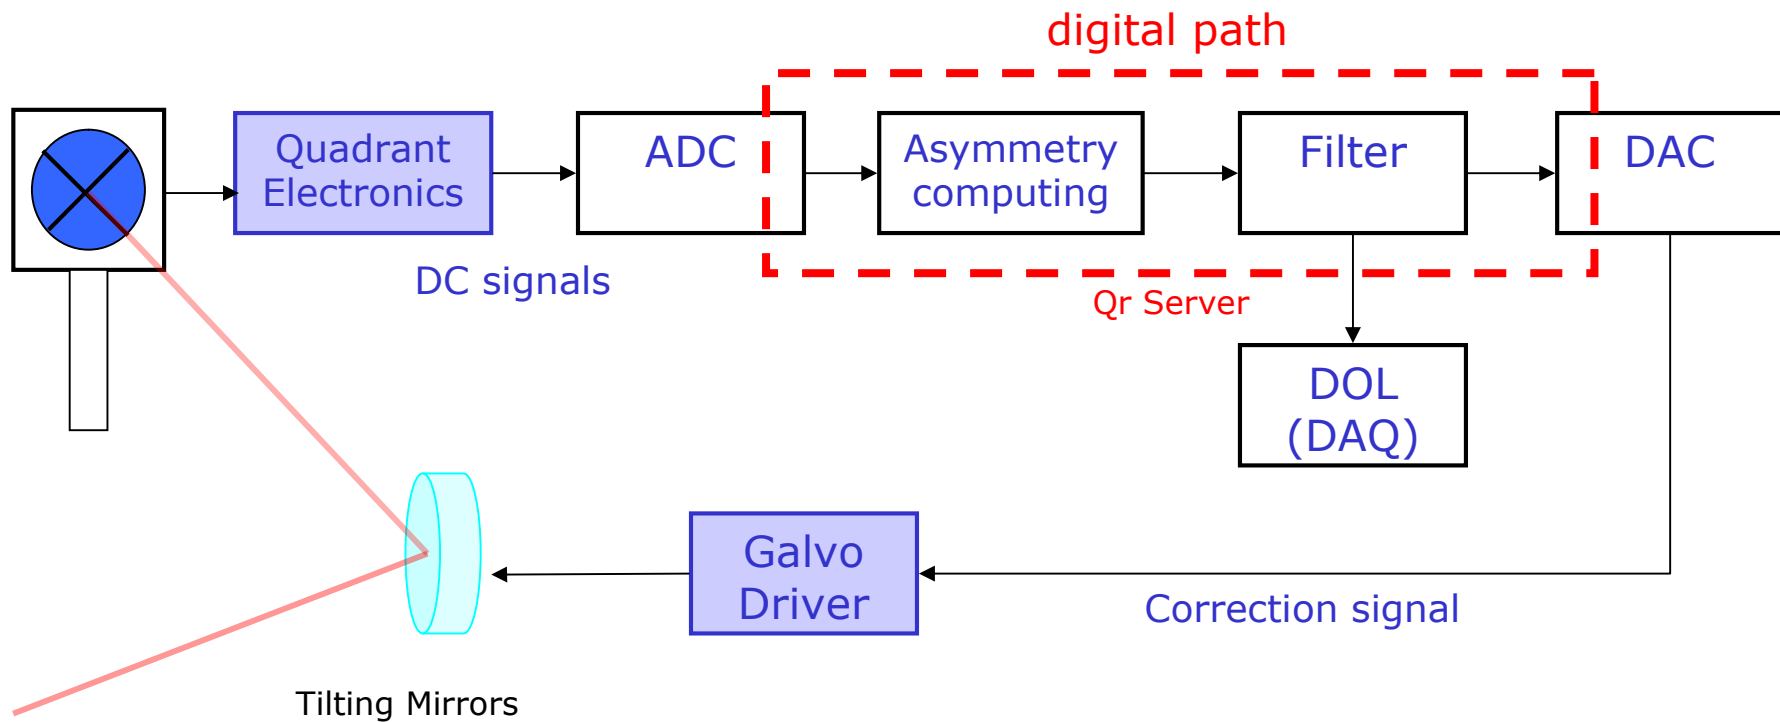 digital path
Quadrant
Electronics
ADC
Asymmetry
computing
Filter
DAC
DC signals
Qr Server
DOL
(DAQ)
Galvo
Driver
Correction signal
Tilting Mirrors